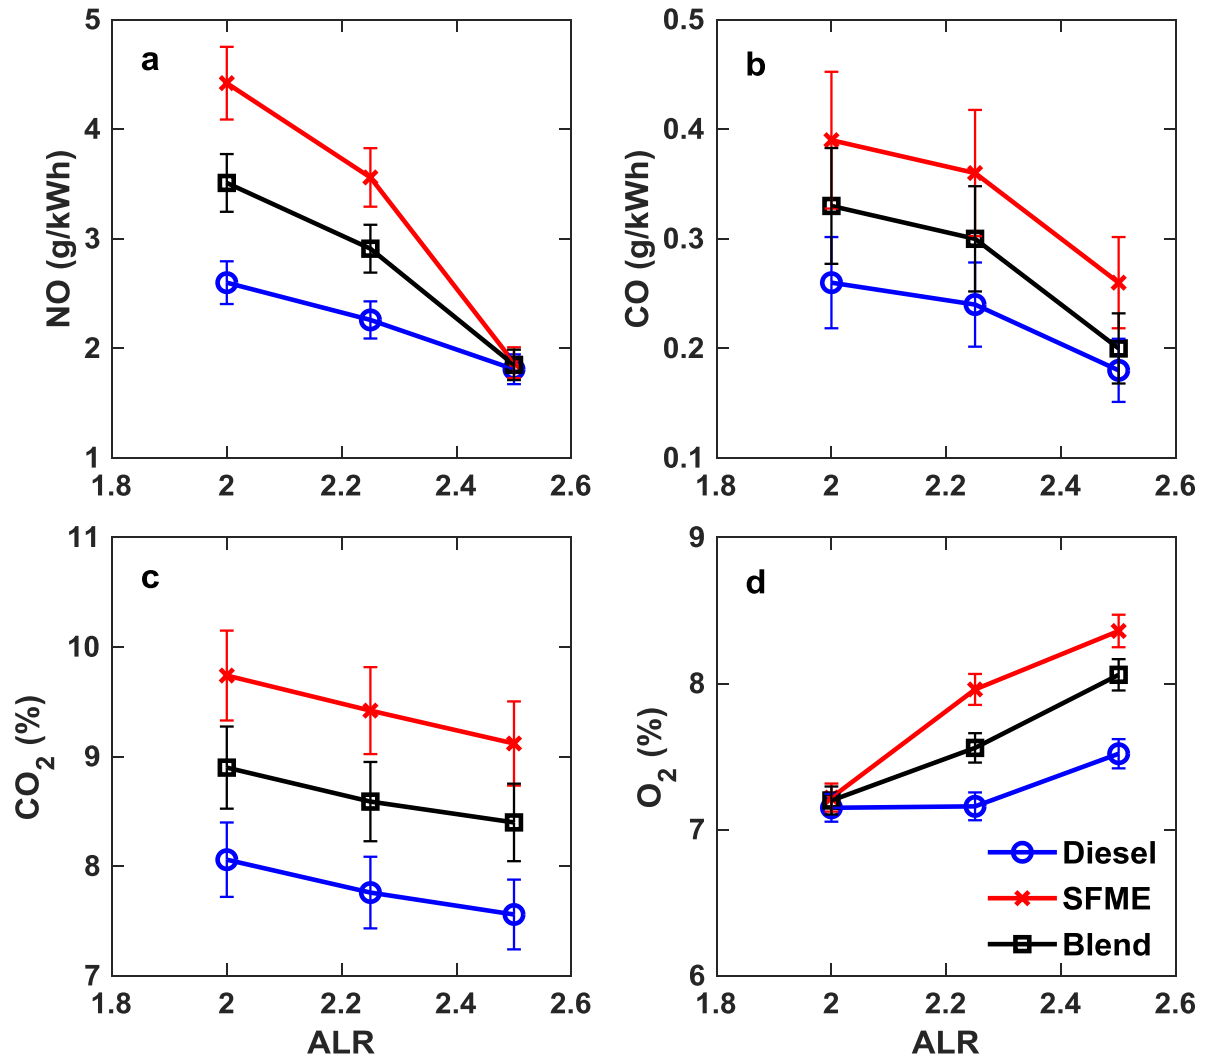 a
NO (g/kWh)
5
4
3
2
1
1.8 2 2.2 2.4 2.6
b
CO (g/kWh)
0.5
0.4
0.3
0.2
0.1
1.8 2 2.2 2.4 2.6
c
CO2 (%)
11
10
9
8
7
1.8 2 2.2 2.4 2.6
ALR
d
O2 (%)
9
8
7
6
Diesel
SFME
Blend
1.8 2 2.2 2.4 2.6
ALR